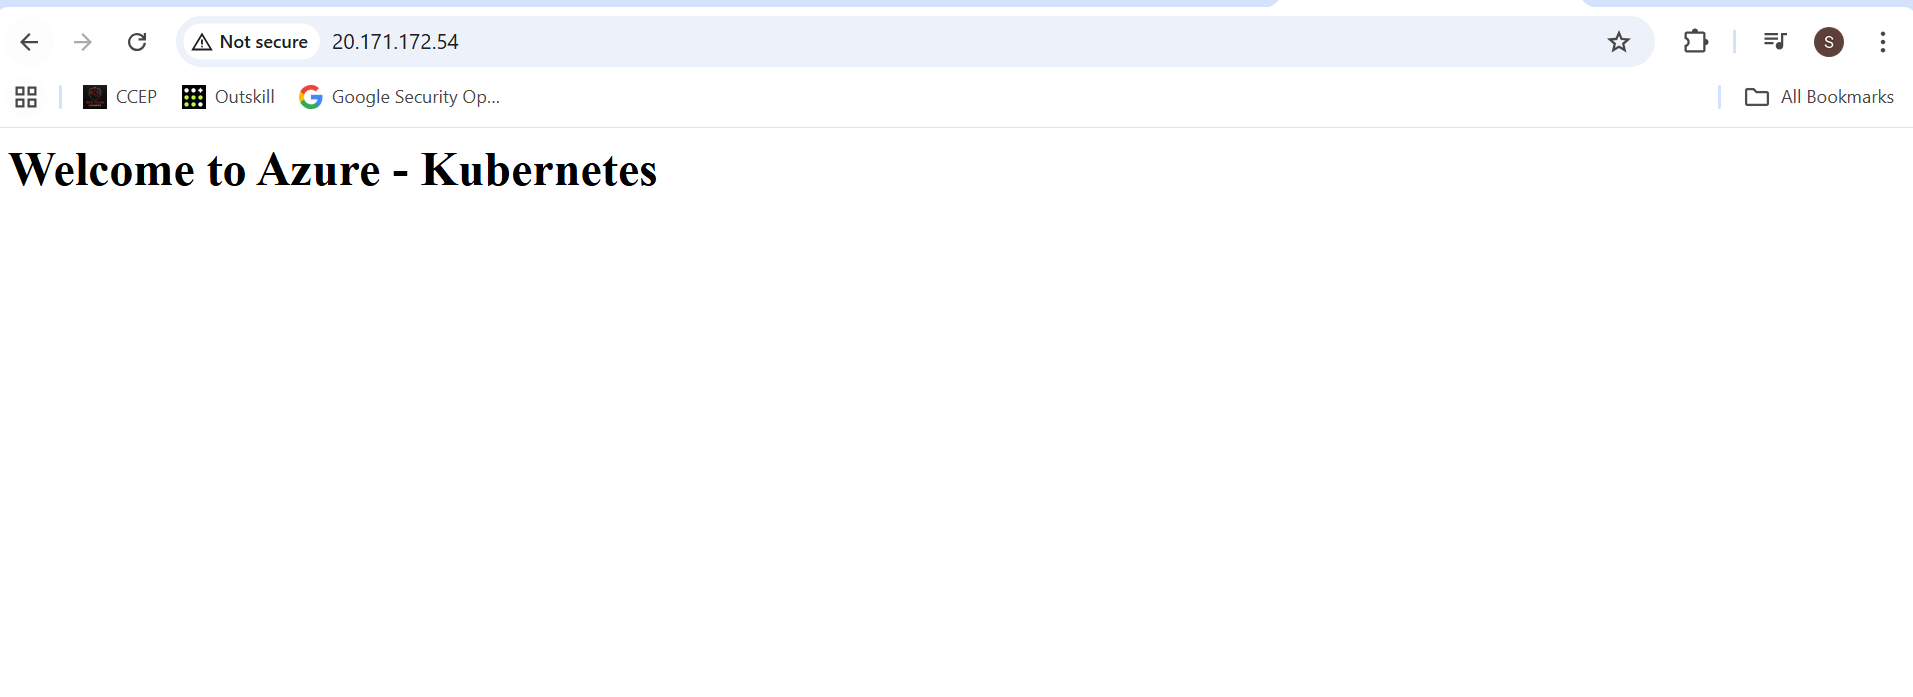 Not secure 20.171.172.54 S
CCEP Outskill Google Security Op... All Bookmarks
Welcome to Azure - Kubernetes